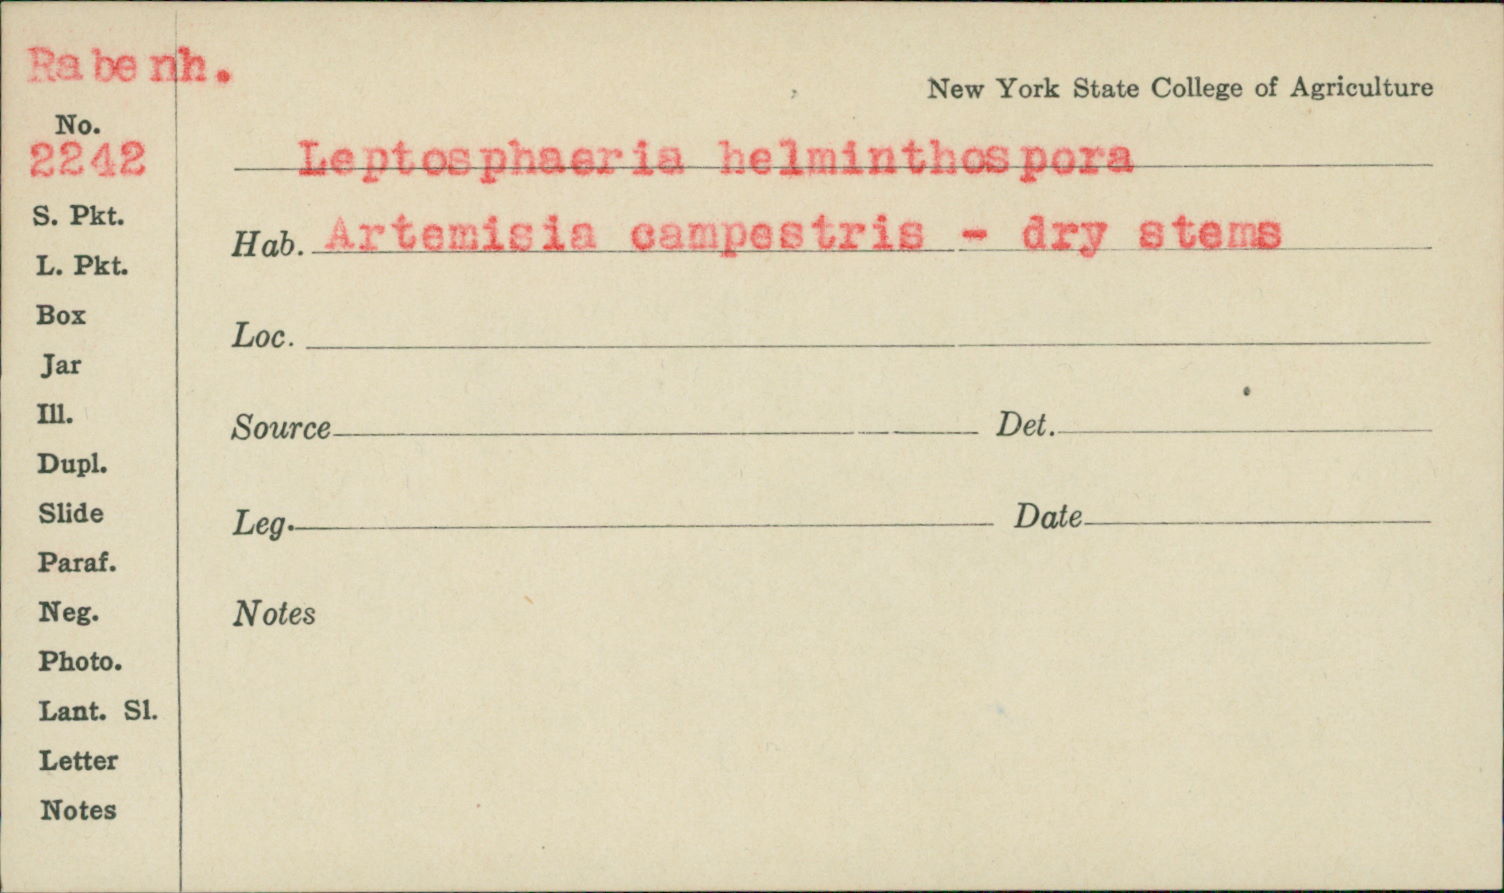 Rabenh.
New York State College of Agriculture
No.
2242
Leptosphaeria helminthospora
S. Pkt.
Hab. Artemisia campestris - dry stems
L. Pkt.
Box
Loc.
Jar
Ill.
Source Det.
Dupl.
Slide
Leg. Date
Paraf.
Neg.
Notes
Photo.
Lant. Sl.
Letter
Notes